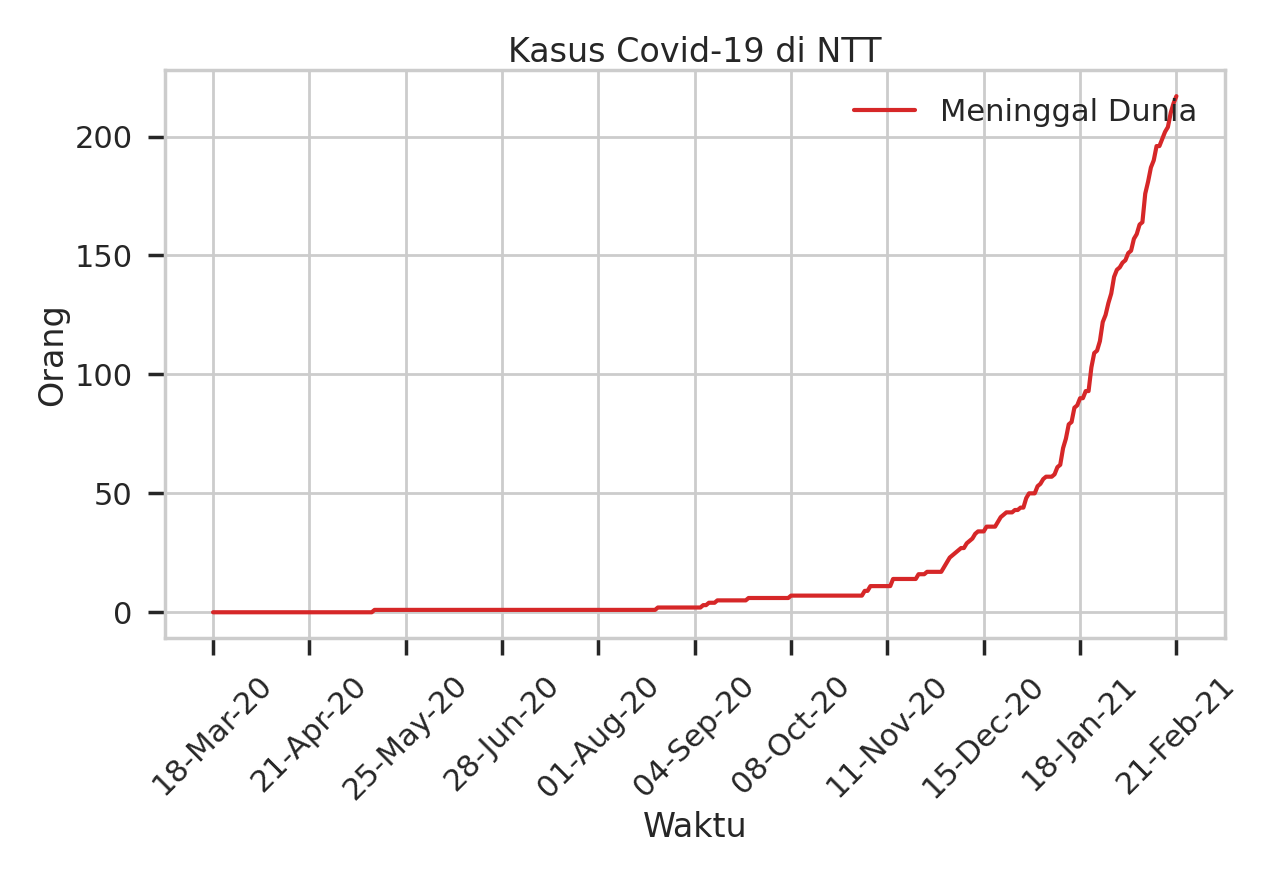 Kasus Covid-19 di NTT
Meninggal Dunia
Orang
200
150
100
50
0
18-Mar-20
21-Apr-20
25-May-20
28-Jun-20
01-Aug-20
04-Sep-20
08-Oct-20
11-Nov-20
15-Dec-20
18-Jan-21
21-Feb-21
Waktu